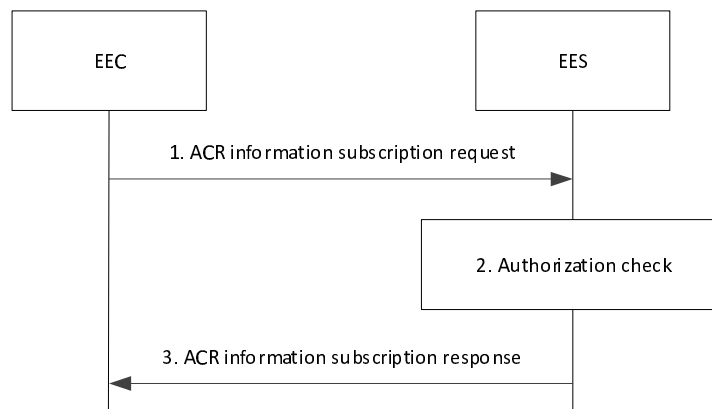 EEC
EES
1. ACR information subscription request
2. Authorization check
3. ACR information subscription response